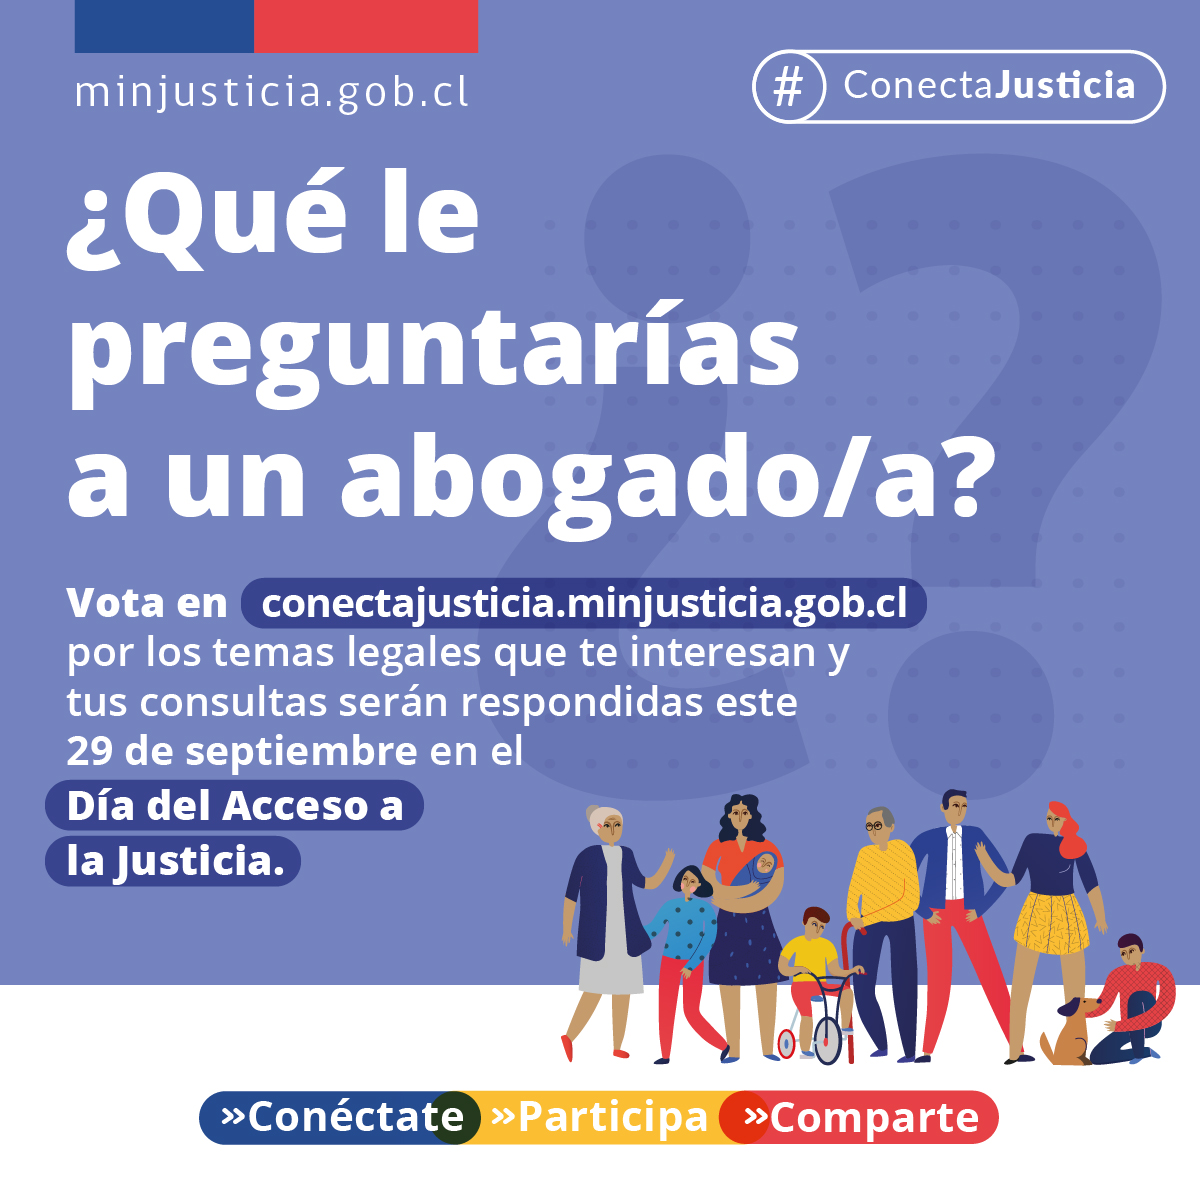 minjusticia.gob.cl
# ConectaJusticia
¿Qué le
preguntarías
a un abogado/a?
Vota en conectajusticia.minjusticia.gob.cl
por los temas legales que te interesan y
tus consultas serán respondidas este
29 de septiembre en el
Día del Acceso a
la Justicia.
»Conéctate »Participa »Comparte